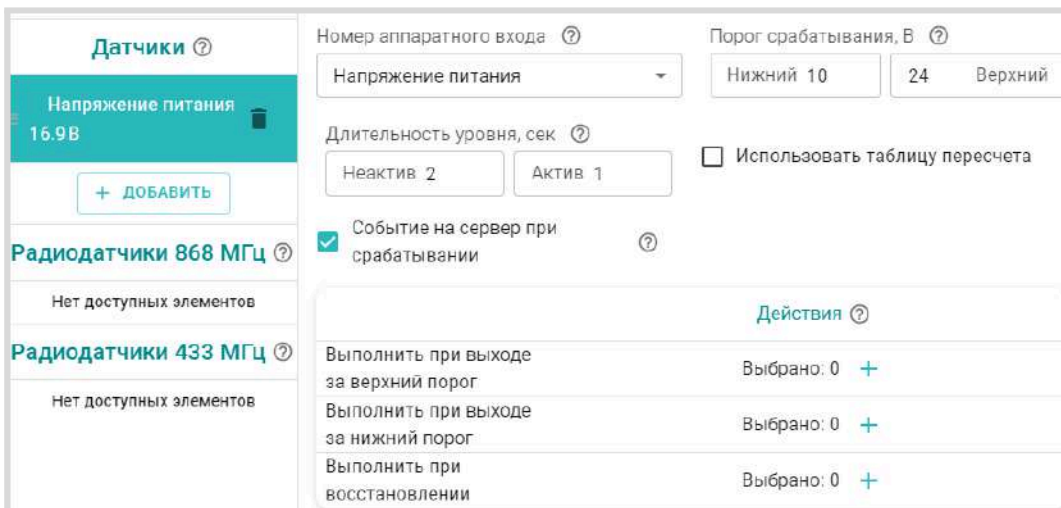 Датчики
Напряжение питания
16.9 В
+ ДОБАВИТЬ
Радиодатчики 868 МГц
Нет доступных элементов
Радиодатчики 433 МГц
Нет доступных элементов
Номер аппаратного входа
Напряжение питания
Порог срабатывания, В
Нижний 10
24 Верхний
Длительность уровня, сек
Неактив 2
Актив 1
Использовать таблицу пересчета
Событие на сервер при
срабатывании
Действия
Выполнить при выходе
за верхний порог
Выбрано: 0 +
Выполнить при выходе
за нижний порог
Выбрано: 0 +
Выполнить при
восстановлении
Выбрано: 0 +